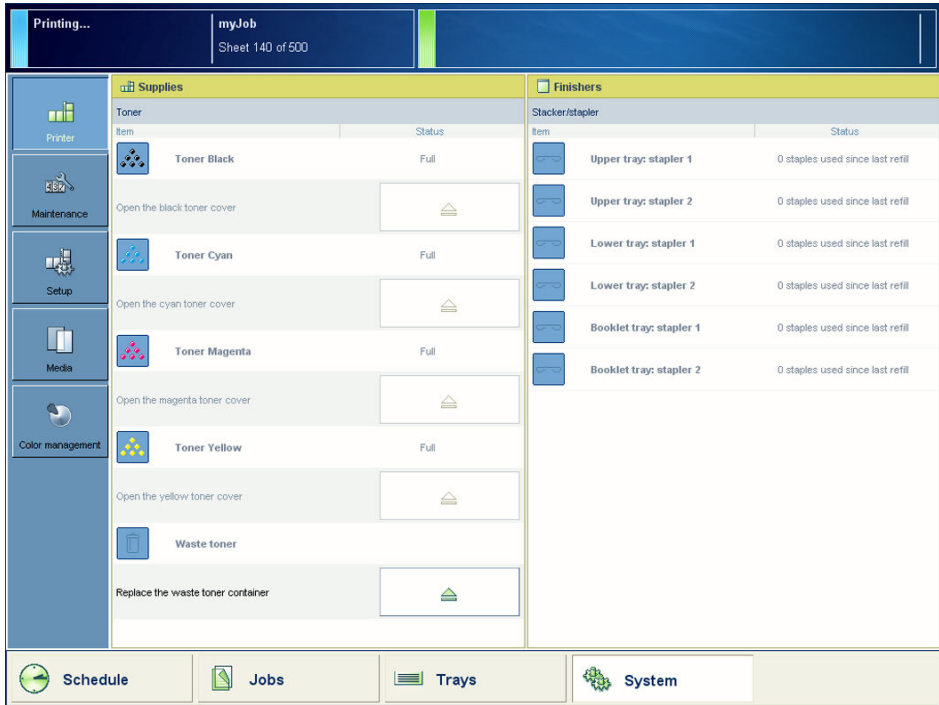 Printing...
myJob
Sheet 140 of 500
Printer
Maintenance
Setup
Media
Color management
Supplies
Toner
Item Status
Toner Black Full
Open the black toner cover
Toner Cyan Full
Open the cyan toner cover
Toner Magenta Full
Open the magenta toner cover
Toner Yellow Full
Open the yellow toner cover
Waste toner
Replace the waste toner container
Finishers
Stacker/stapler
Item Status
Upper tray: stapler 1 0 staples used since last refill
Upper tray: stapler 2 0 staples used since last refill
Lower tray: stapler 1 0 staples used since last refill
Lower tray: stapler 2 0 staples used since last refill
Booklet tray: stapler 1 0 staples used since last refill
Booklet tray: stapler 2 0 staples used since last refill
Schedule Jobs Trays System